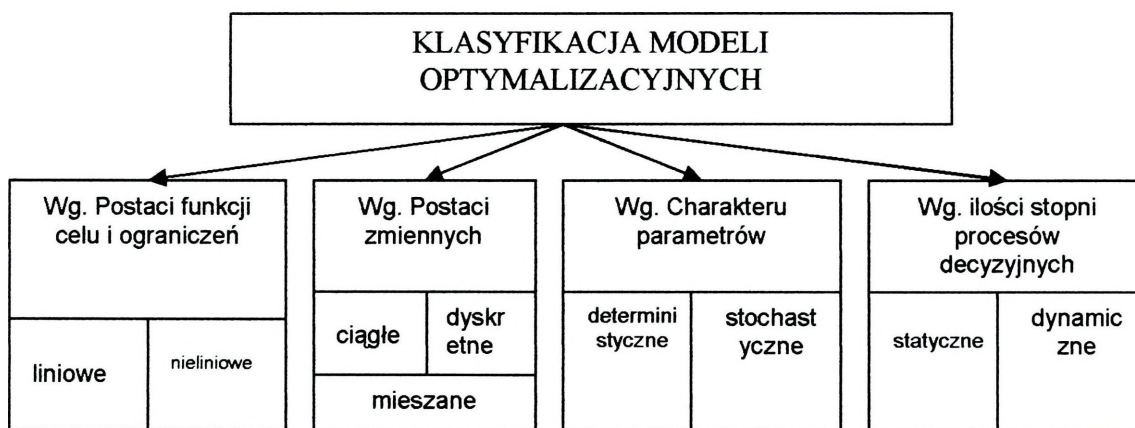 KLASYFIKACJA MODELI
OPTYMALIZACYJNYCH
Wg. Postaci funkcji
celu i ograniczeń
liniowe
nieliniowe
Wg. Postaci
zmiennych
ciągłe
dyskr
etne
mieszane
Wg. Charakteru
parametrów
determini
styczne
stochast
yczne
Wg. ilości stopni
procesów
decyzyjnych
statyczne
dynamic
zne